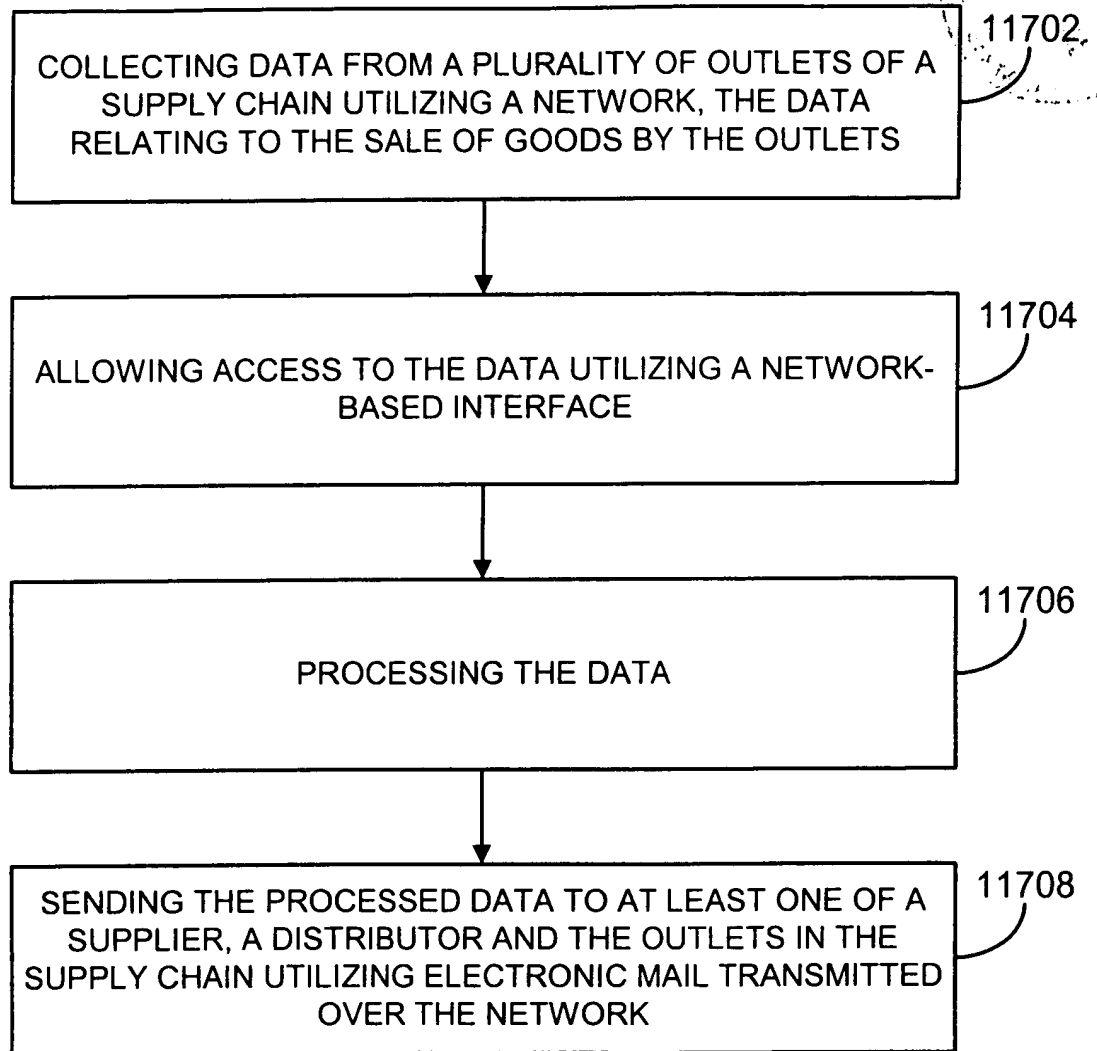 11702
COLLECTING DATA FROM A PLURALITY OF OUTLETS OF A
SUPPLY CHAIN UTILIZING A NETWORK, THE DATA
RELATING TO THE SALE OF GOODS BY THE OUTLETS
11704
ALLOWING ACCESS TO THE DATA UTILIZING A NETWORK-
BASED INTERFACE
11706
PROCESSING THE DATA
11708
SENDING THE PROCESSED DATA TO AT LEAST ONE OF A
SUPPLIER, A DISTRIBUTOR AND THE OUTLETS IN THE
SUPPLY CHAIN UTILIZING ELECTRONIC MAIL TRANSMITTED
OVER THE NETWORK